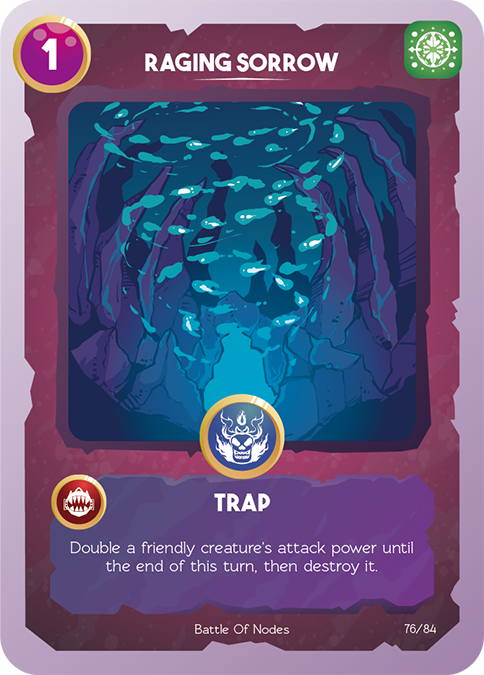 1
RAGING SORROW
TRAP
Double a friendly creature's attack power until
the end of this turn, then destroy it.
Battle Of Nodes
76/84